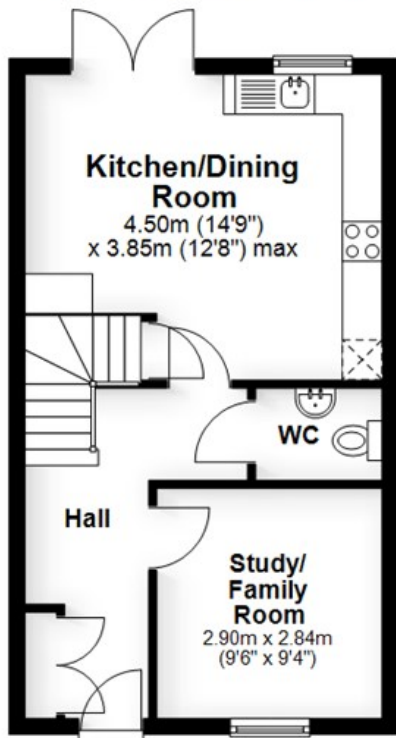 Kitchen/Dining
Room
4.50m (14'9")
x 3.85m (12'8") max
WC
Hall
Study/
Family
Room
2.90m x 2.84m
(9'6" x 9'4")